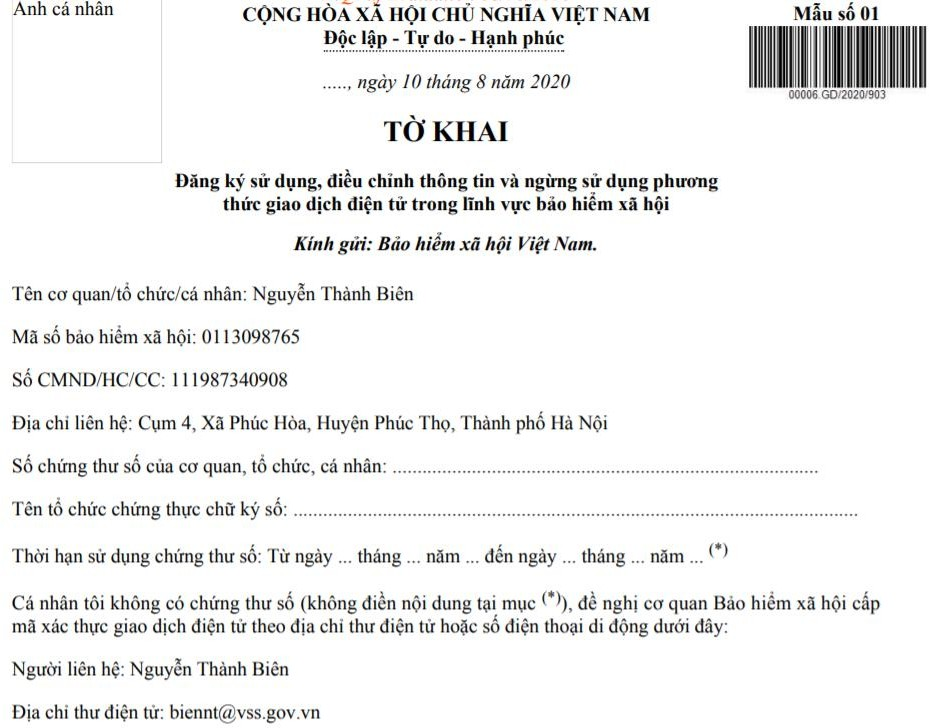 Ảnh cá nhân
CỘNG HÒA XÃ HỘI CHỦ NGHĨA VIỆT NAM
Mẫu số 01
Độc lập - Tự do - Hạnh phúc
....., ngày 10 tháng 8 năm 2020
00006.GD/2020/903
TỜ KHAI
Đăng ký sử dụng, điều chỉnh thông tin và ngừng sử dụng phương
thức giao dịch điện tử trong lĩnh vực bảo hiểm xã hội
Kính gửi: Bảo hiểm xã hội Việt Nam.
Tên cơ quan/tổ chức/cá nhân: Nguyễn Thành Biên
Mã số bảo hiểm xã hội: 0113098765
Số CMND/HC/CC: 111987340908
Địa chỉ liên hệ: Cụm 4, Xã Phúc Hòa, Huyện Phúc Thọ, Thành phố Hà Nội
Số chứng thư số của cơ quan, tổ chức, cá nhân: ........................................
Tên tổ chức chứng thực chữ ký số: ........................................
Thời hạn sử dụng chứng thư số: Từ ngày ... tháng ... năm ... đến ngày ... tháng ... năm ... (*)
Cá nhân tôi không có chứng thư số (không điền nội dung tại mục (*)), đề nghị cơ quan Bảo hiểm xã hội cấp
mã xác thực giao dịch điện tử theo địa chỉ thư điện tử hoặc số điện thoại di động dưới đây:
Người liên hệ: Nguyễn Thành Biên
Địa chỉ thư điện tử: biennt@vss.gov.vn